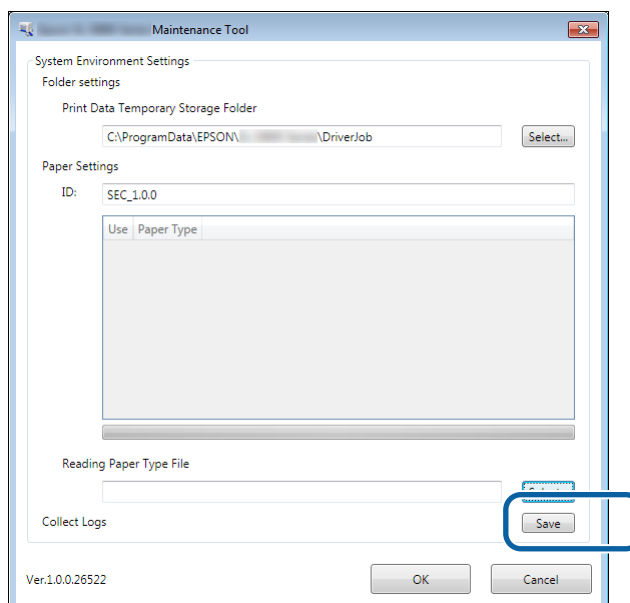 Maintenance Tool
System Environment Settings
Folder settings
Print Data Temporary Storage Folder
C:\ProgramData\EPSON\ \DriverJob Select...
Paper Settings
ID: SEC_1.0.0
Use Paper Type
Reading Paper Type File
Collect Logs Save
Ver.1.0.0.26522 OK Cancel